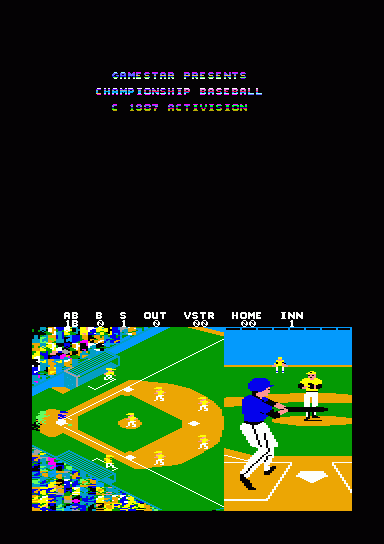 GAMESTAR PRESENTS
CHAMPIONSHIP BASEBALL
C 1987 ACTIVISION
AB B S OUT VSTR HOME INN
1B 0 1 0 00 00 1